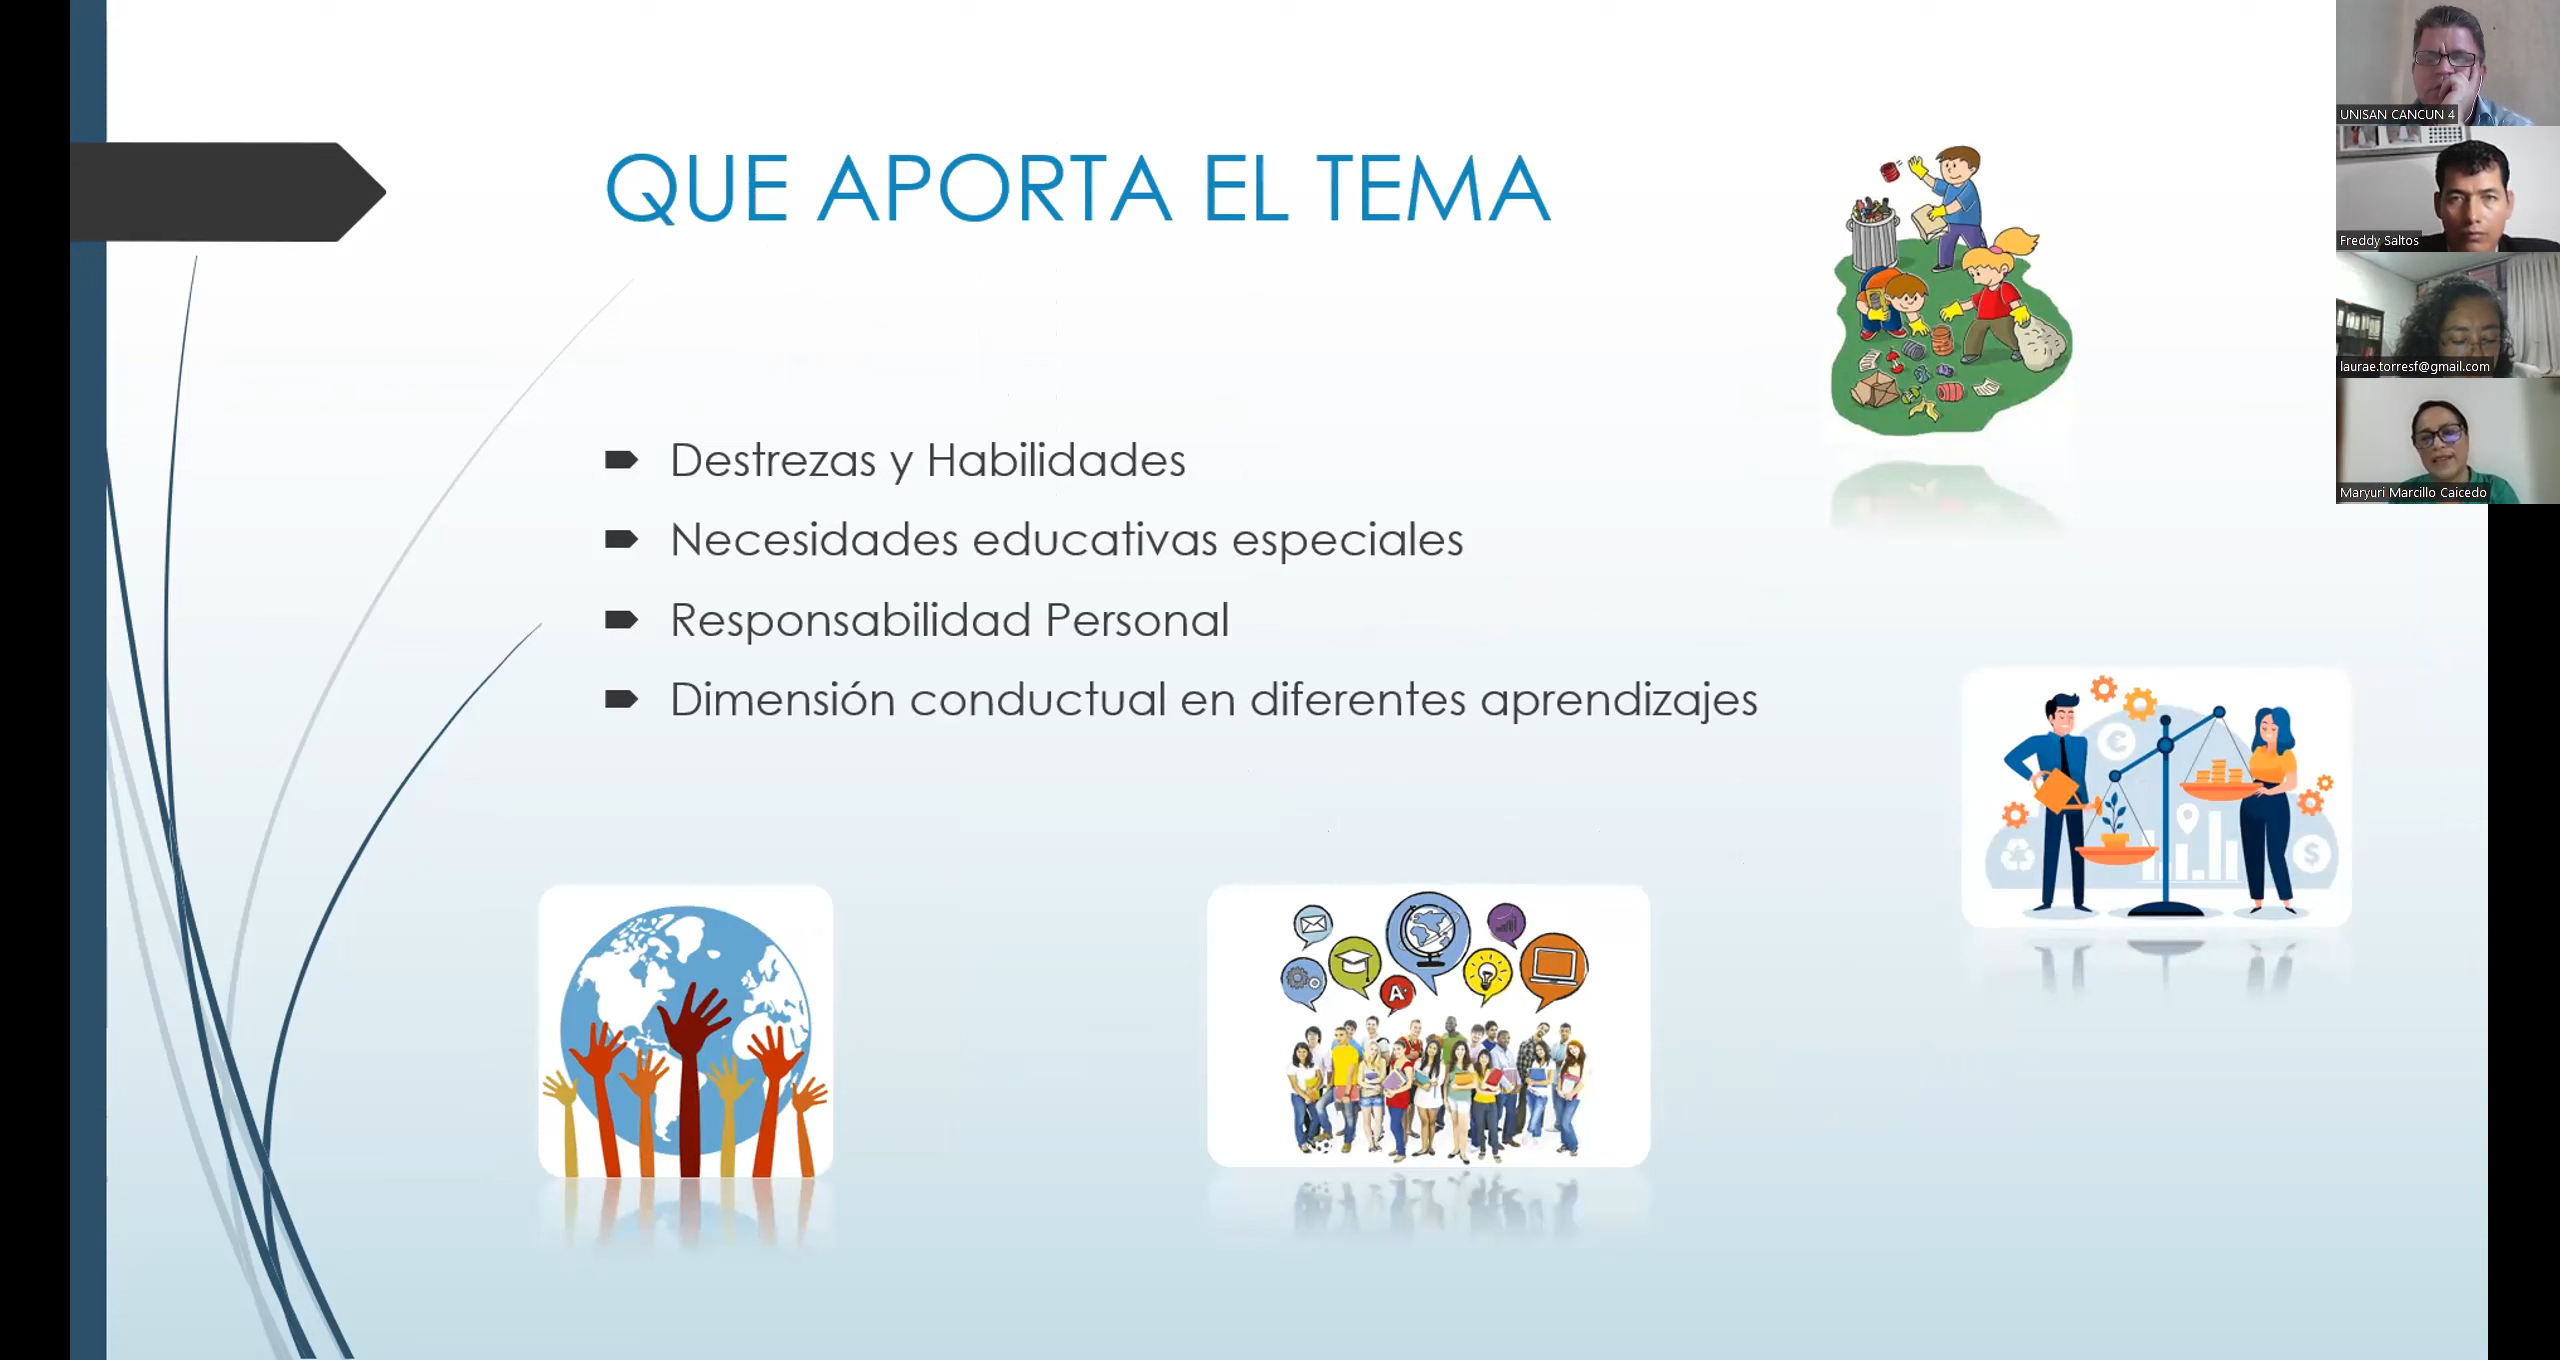 QUE APORTA EL TEMA
Destrezas y Habilidades
Necesidades educativas especiales
Responsabilidad Personal
Dimensión conductual en diferentes aprendizajes
UNISAN CANCUN 4
Freddy Saltos
laurae.torresf@gmail.com
Maryuri Marcillo Caicedo
A+